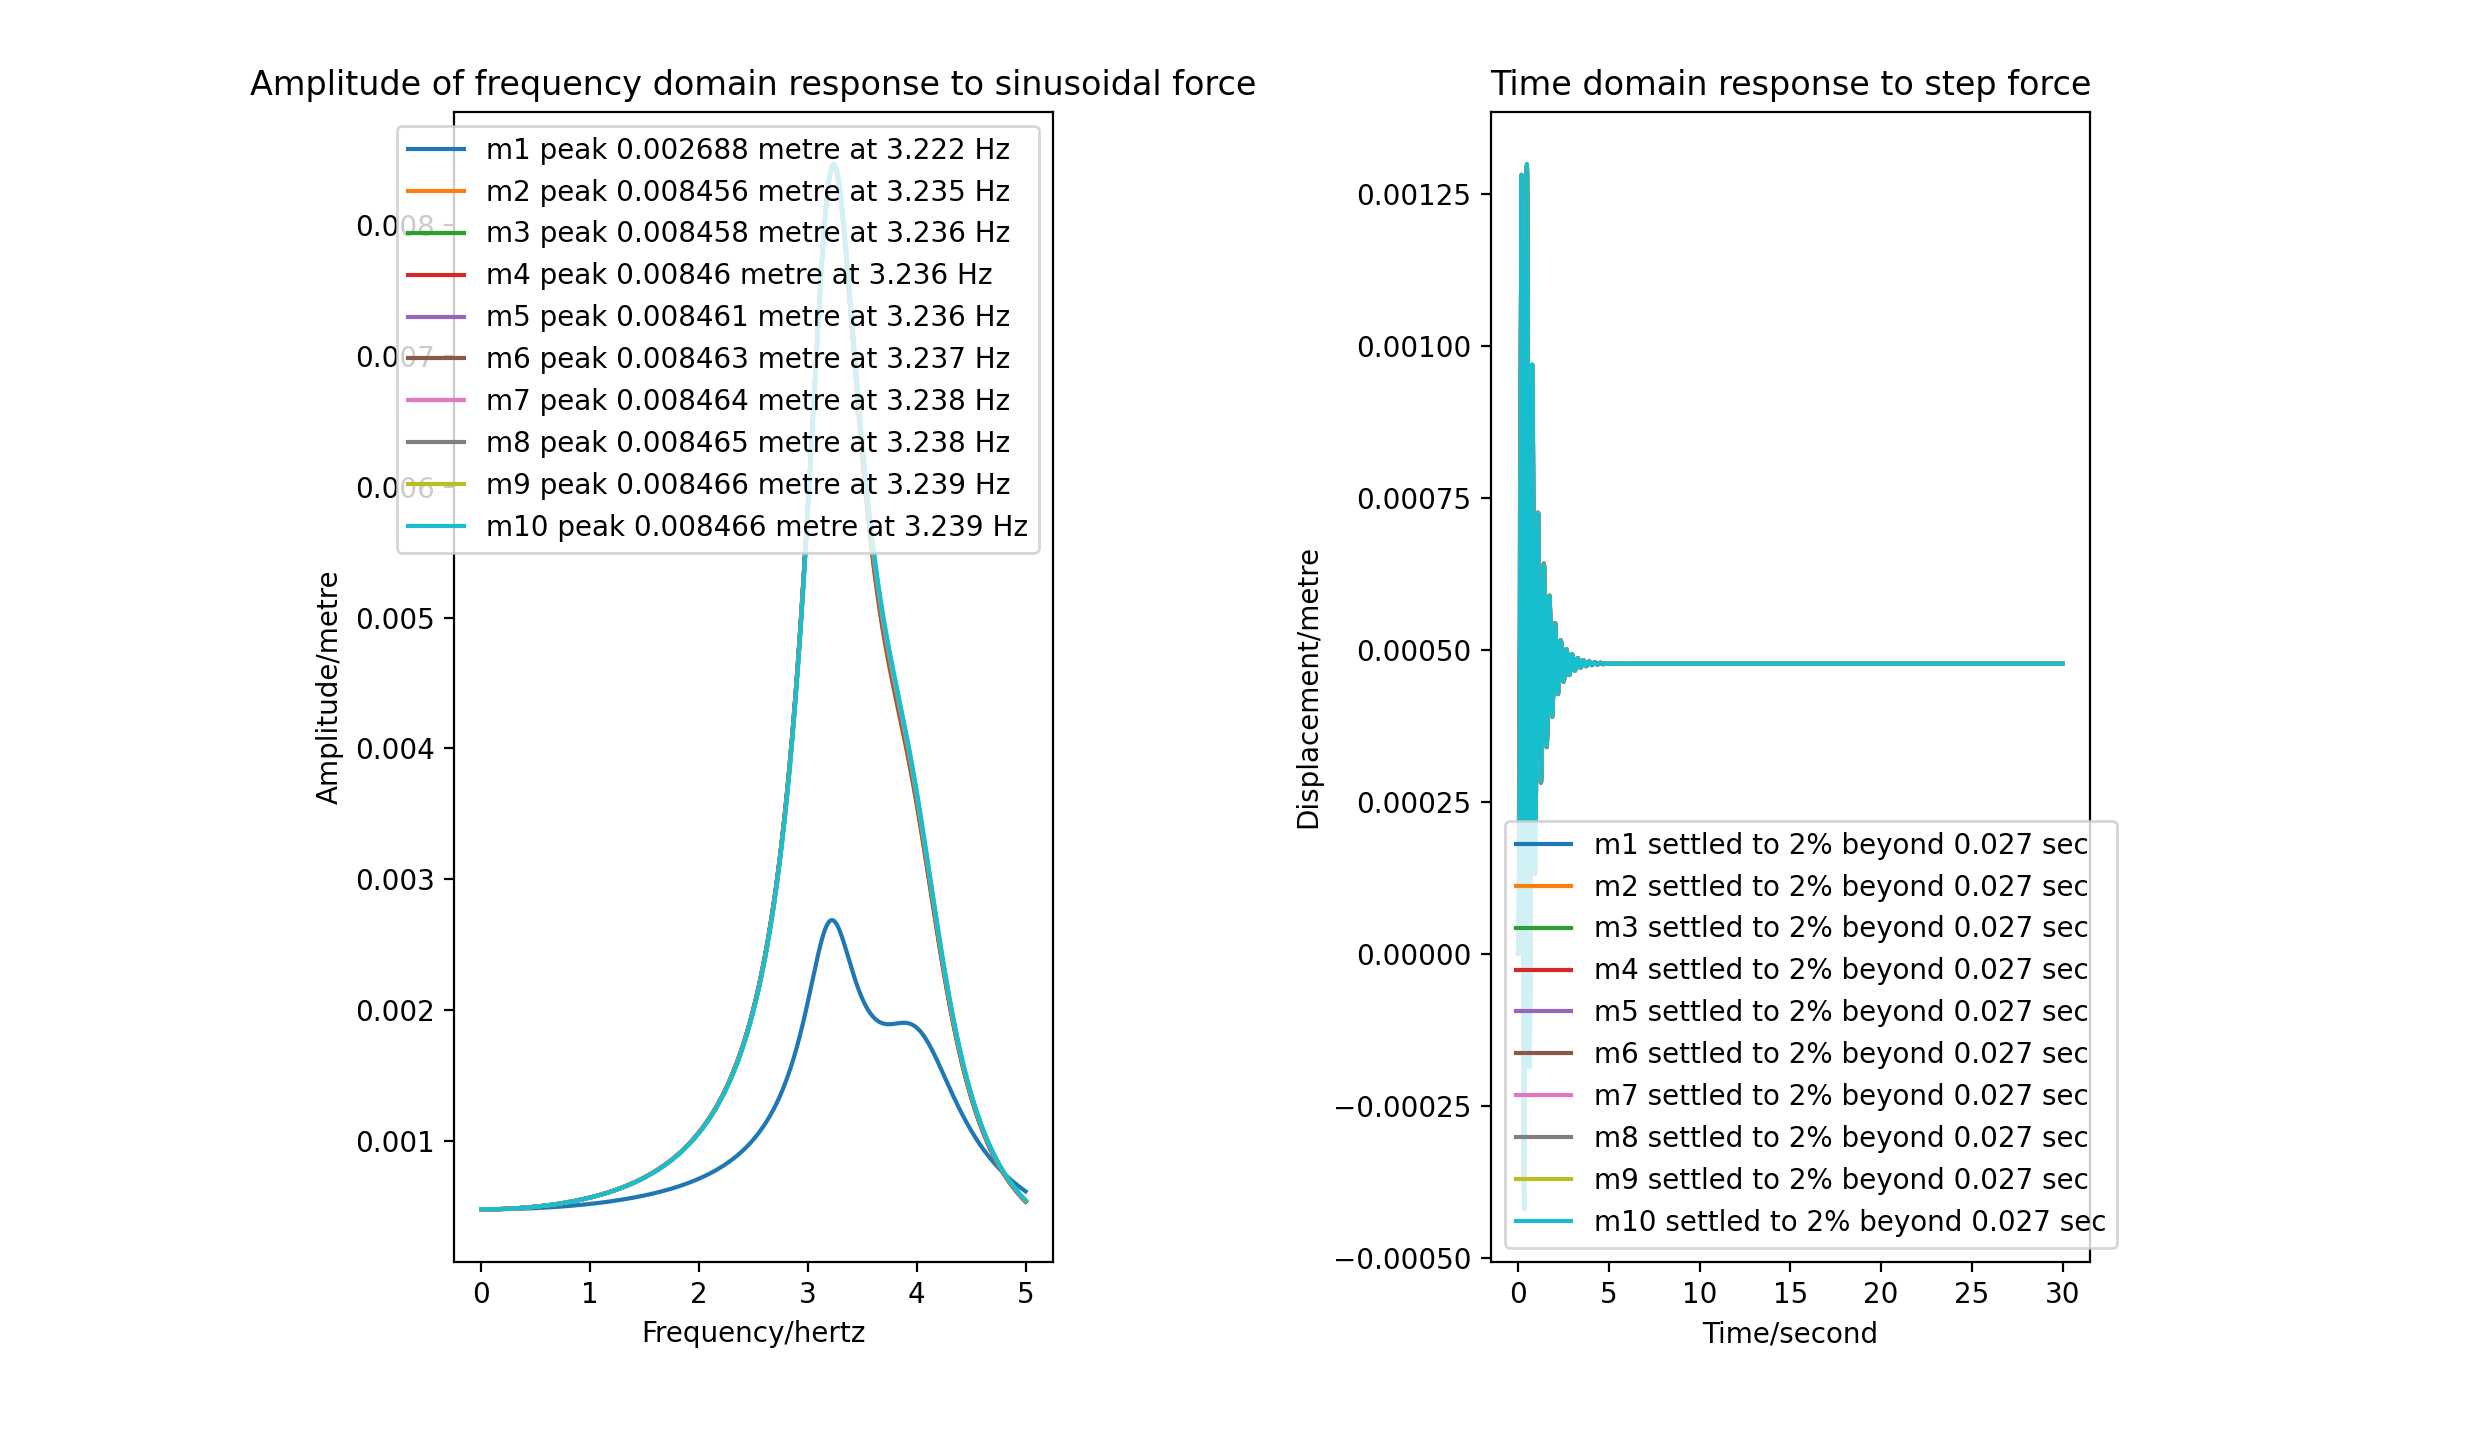 Amplitude of frequency domain response to sinusoidal force
m1 peak 0.002688 metre at 3.222 Hz
m2 peak 0.008456 metre at 3.235 Hz
m3 peak 0.008458 metre at 3.236 Hz
m4 peak 0.00846 metre at 3.236 Hz
m5 peak 0.008461 metre at 3.236 Hz
m6 peak 0.008463 metre at 3.237 Hz
m7 peak 0.008464 metre at 3.238 Hz
m8 peak 0.008465 metre at 3.238 Hz
m9 peak 0.008466 metre at 3.239 Hz
m10 peak 0.008466 metre at 3.239 Hz
0.008
0.007
0.006
0.005
0.004
0.003
0.002
0.001
Amplitude/metre
0 1 2 3 4 5
Frequency/hertz
Time domain response to step force
0.00125
0.00100
0.00075
0.00050
0.00025
0.00000
−0.00025
−0.00050
Displacement/metre
m1 settled to 2% beyond 0.027 sec
m2 settled to 2% beyond 0.027 sec
m3 settled to 2% beyond 0.027 sec
m4 settled to 2% beyond 0.027 sec
m5 settled to 2% beyond 0.027 sec
m6 settled to 2% beyond 0.027 sec
m7 settled to 2% beyond 0.027 sec
m8 settled to 2% beyond 0.027 sec
m9 settled to 2% beyond 0.027 sec
m10 settled to 2% beyond 0.027 sec
0 5 10 15 20 25 30
Time/second